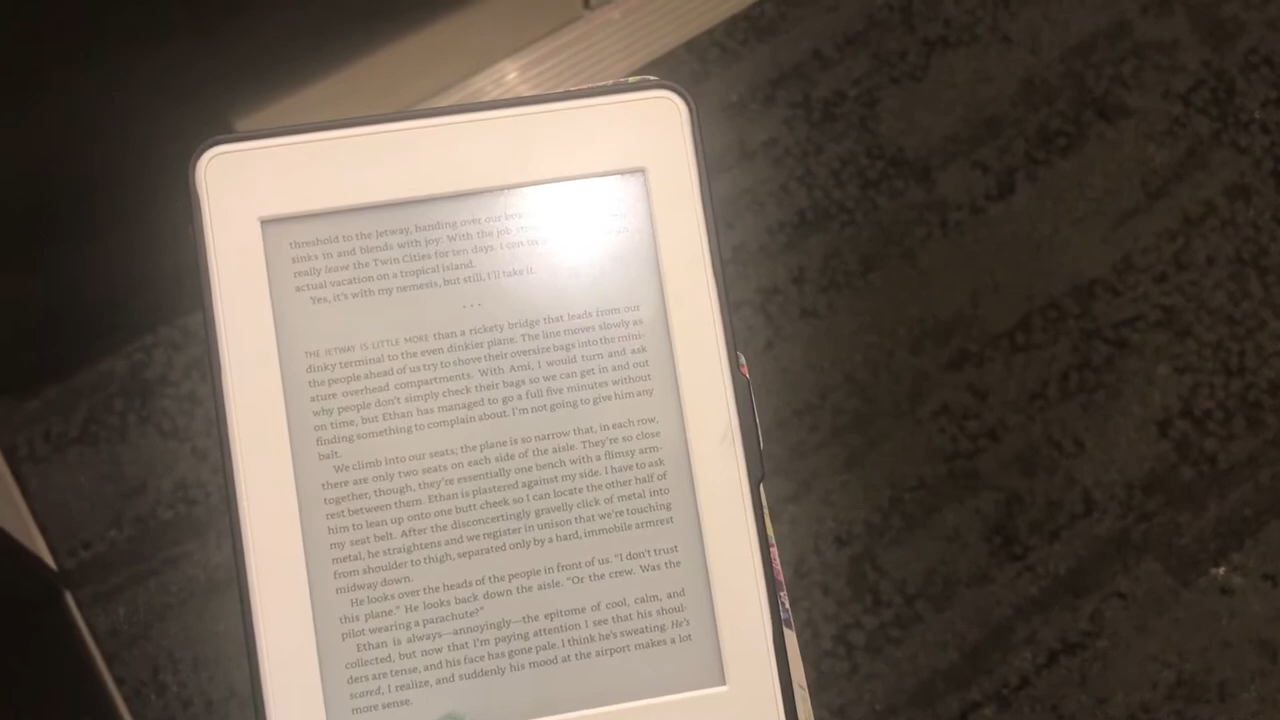 threshold to the Jetway, handing over our
sinks in and blends with joy: With the job
really leave the Twin Cities for ten days. I can
actual vacation on a tropical island.
Yes, it's with my nemesis, but still, I'll take it.
• • •
THE JETWAY IS LITTLE MORE than a rickety bridge that leads from our
dinky terminal to the even dinkier plane. The line moves slowly as
the people ahead of us try to shove their oversize bags into the mini-
ature overhead compartments. With Ami, I would turn and ask
why people don't simply check their bags so we can get in and out
on time, but Ethan has managed to go a full five minutes without
finding something to complain about. I'm not going to give him any
bait.
We climb into our seats; the plane is so narrow that, in each row,
there are only two seats on each side of the aisle. They're so close
together, though, they're essentially one bench with a flimsy arm-
rest between them. Ethan is plastered against my side. I have to ask
him to lean up onto one butt cheek so I can locate the other half of
my seat belt. After the disconcertingly gravelly click of metal into
metal, he straightens and we register in unison that we're touching
from shoulder to thigh, separated only by a hard, immobile armrest
midway down.
He looks over the heads of the people in front of us. "I don't trust
this plane." He looks back down the aisle. "Or the crew. Was the
pilot wearing a parachute?"
Ethan is always—annoyingly—the epitome of cool, calm, and
collected, but now that I'm paying attention I see that his shoul-
ders are tense, and his face has gone pale. I think he's sweating. He's
scared, I realize, and suddenly his mood at the airport makes a lot
more sense.